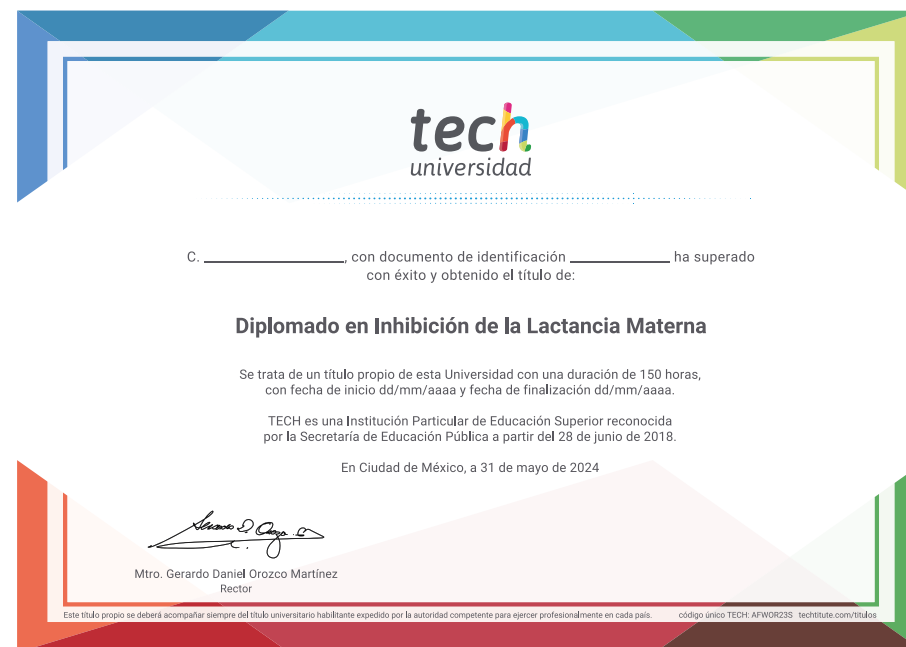 tech
universidad
C. ____________, con documento de identificación ____________ ha superado
con éxito y obtenido el título de:
Diplomado en Inhibición de la Lactancia Materna
Se trata de un título propio de esta Universidad con una duración de 150 horas,
con fecha de inicio dd/mm/aaaa y fecha de finalización dd/mm/aaaa.
TECH es una Institución Particular de Educación Superior reconocida
por la Secretaría de Educación Pública a partir del 28 de junio de 2018.
En Ciudad de México, a 31 de mayo de 2024
Mtro. Gerardo Daniel Orozco Martínez
Rector
Este título propio se deberá acompañar siempre del título universitario habilitante expedido por la autoridad competente para ejercer profesionalmente en cada país. código único TECH: AFWOR23S techtitute.com/titulos